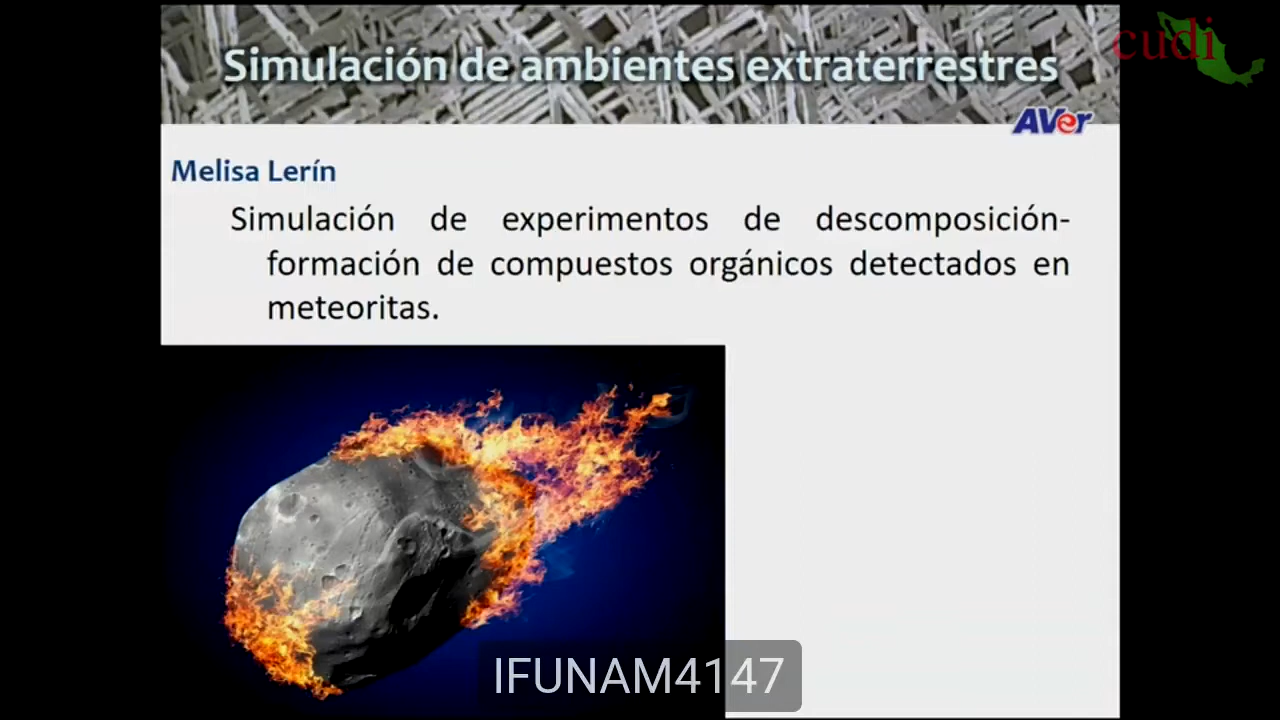 Simulación de ambientes extraterrestres
cudi
AVer
Melisa Lerín
Simulación de experimentos de descomposición-
formación de compuestos orgánicos detectados en
meteoritas.
IFUNAM4147